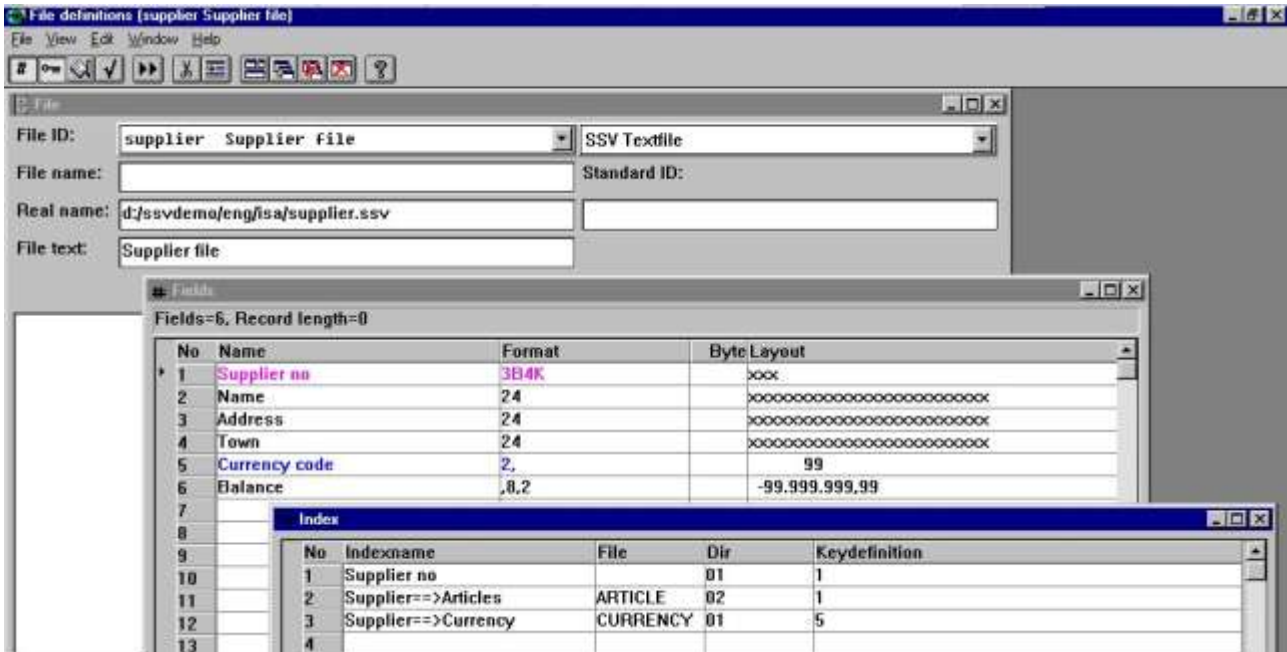 File definitions (supplier Supplier file)
File View Edit Window Help
File
File ID: supplier Supplier file SSV Textfile
File name: Standard ID:
Real name: d:/ssvdemo/eng/isa/supplier.ssv
File text: Supplier file
Fields
Fields=6, Record length=0
No Name Format Byte Layout
1 Supplier no 3B4K xxx
2 Name 24 xxxxxxxxxxxxxxxxxxxxxxxx
3 Address 24 xxxxxxxxxxxxxxxxxxxxxxxx
4 Town 24 xxxxxxxxxxxxxxxxxxxxxxxx
5 Currency code 2, 99
6 Balance ,8,2 -99.999.999,99
7
8
9
10
11
12
13
Index
No Indexname File Dir Keydefinition
1 Supplier no 01 1
2 Supplier==>Articles ARTICLE 02 1
3 Supplier==>Currency CURRENCY 01 5
4